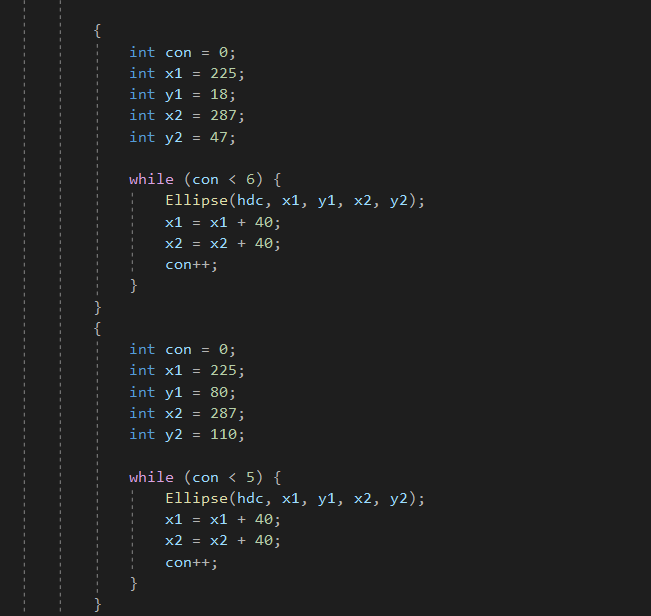 {
int con = 0;
int x1 = 225;
int y1 = 18;
int x2 = 287;
int y2 = 47;
while (con < 6) {
Ellipse(hdc, x1, y1, x2, y2);
x1 = x1 + 40;
x2 = x2 + 40;
con++;
}
}
{
int con = 0;
int x1 = 225;
int y1 = 80;
int x2 = 287;
int y2 = 110;
while (con < 5) {
Ellipse(hdc, x1, y1, x2, y2);
x1 = x1 + 40;
x2 = x2 + 40;
con++;
}
}